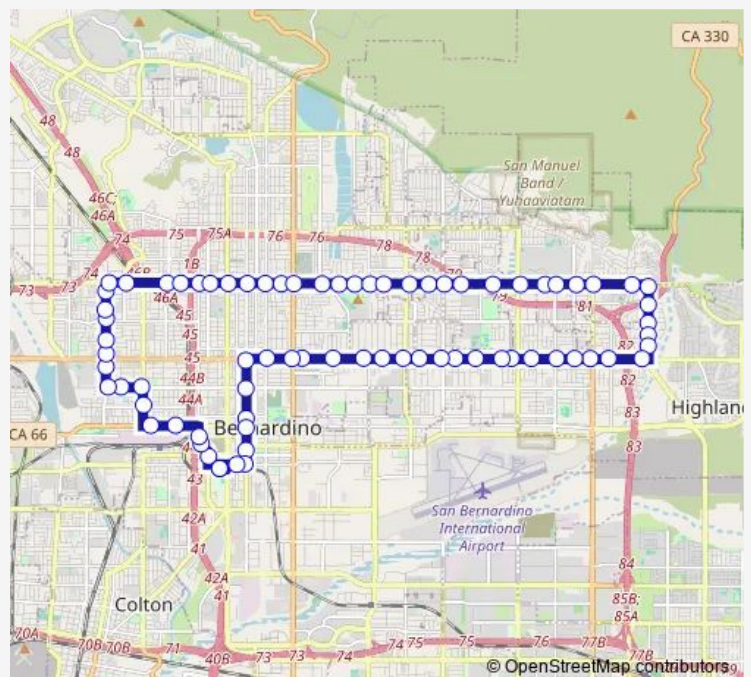 CA 330
48
48
San Manuel
Band /
Yuhaaviatam
46C;
46A
74
75
75A
76
76
78
78
74
73
73
1B
79
46A
45
81
45
45
82
44B
44A
82
Highlan
83
CA 66
83
43
San Bernardino
International
Airport
42A
41
42A
41
84
85B;
85A
Colton
70A
70B
70B
71
40B
73
73
74
74
75
75
76
77B
77B
© OpenStreetMap contributors